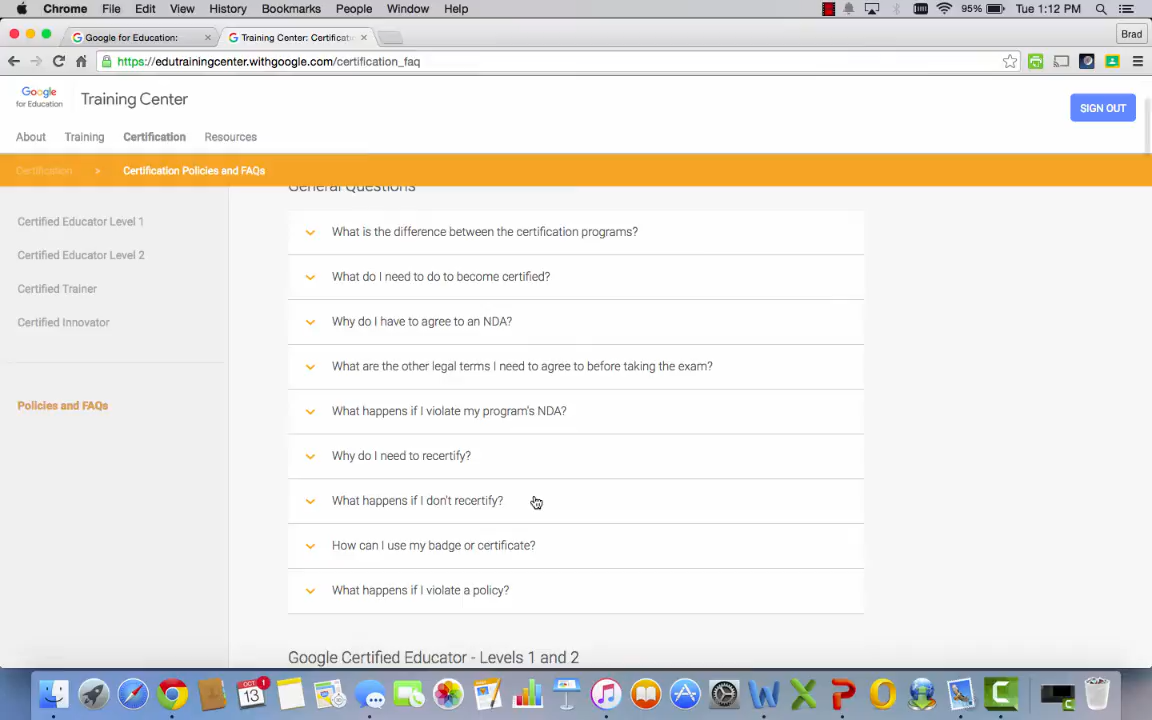 Chrome File Edit View History Bookmarks People Window Help 95% Tue 1:12 PM
Google for Education: Training Center: Certificati Brad
https://edutrainingcenter.withgoogle.com/certification_faq
Google
for Education
Training Center
SIGN OUT
About Training Certification Resources
Certification > Certification Policies and FAQs
General Questions
Certified Educator Level 1
Certified Educator Level 2
Certified Trainer
Certified Innovator
Policies and FAQs
What is the difference between the certification programs?
What do I need to do to become certified?
Why do I have to agree to an NDA?
What are the other legal terms I need to agree to before taking the exam?
What happens if I violate my program's NDA?
Why do I need to recertify?
What happens if I don't recertify?
How can I use my badge or certificate?
What happens if I violate a policy?
Google Certified Educator - Levels 1 and 2
OCT
13
1